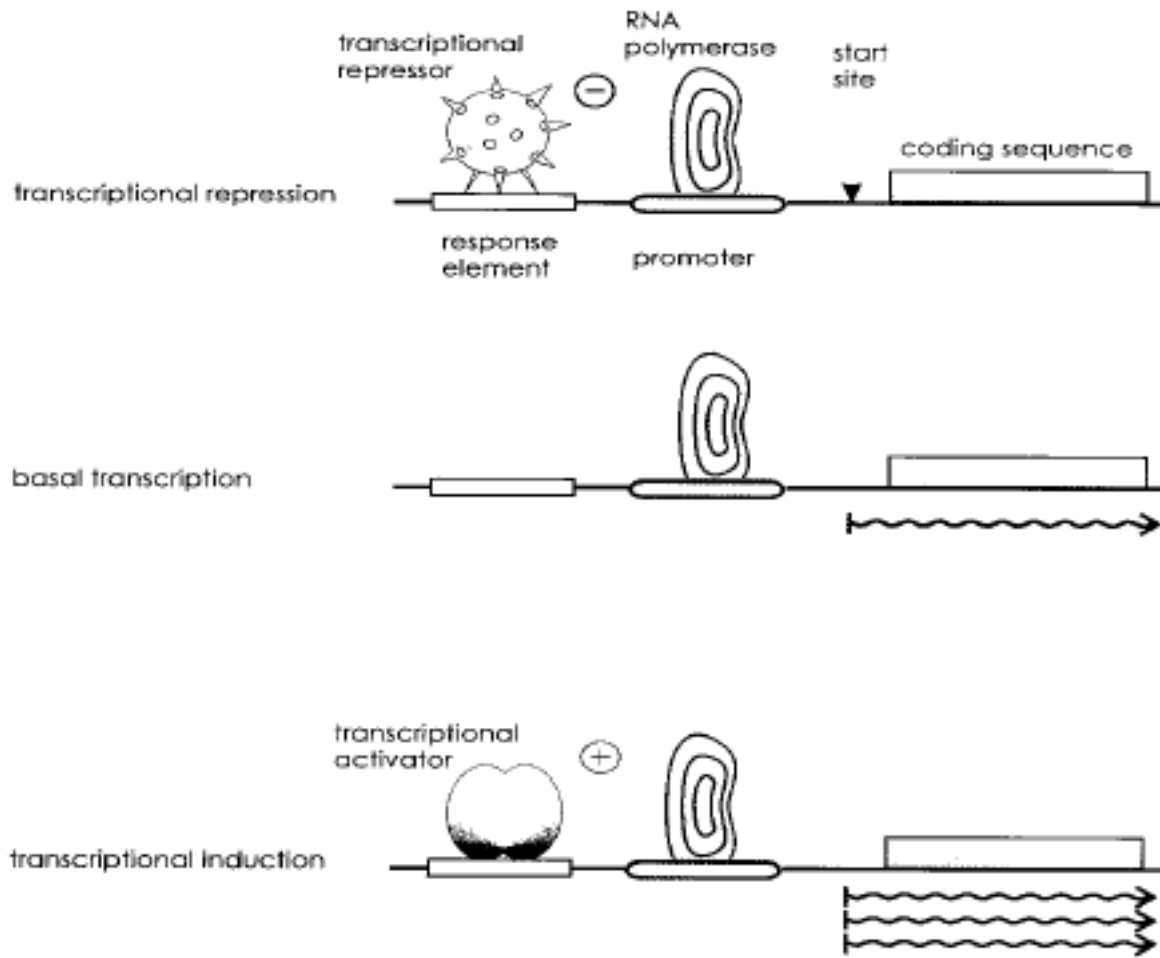 transcriptional
repressor
−
RNA
polymerase
start
site
coding sequence
transcriptional repression
response
element
promoter
basal transcription
transcriptional
activator
+
transcriptional induction